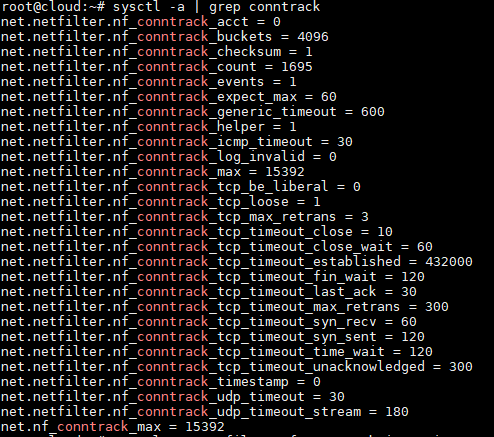 root@cloud:~# sysctl -a | grep conntrack
net.netfilter.nf_conntrack_acct = 0
net.netfilter.nf_conntrack_buckets = 4096
net.netfilter.nf_conntrack_checksum = 1
net.netfilter.nf_conntrack_count = 1695
net.netfilter.nf_conntrack_events = 1
net.netfilter.nf_conntrack_expect_max = 60
net.netfilter.nf_conntrack_generic_timeout = 600
net.netfilter.nf_conntrack_helper = 1
net.netfilter.nf_conntrack_icmp_timeout = 30
net.netfilter.nf_conntrack_log_invalid = 0
net.netfilter.nf_conntrack_max = 15392
net.netfilter.nf_conntrack_tcp_be_liberal = 0
net.netfilter.nf_conntrack_tcp_loose = 1
net.netfilter.nf_conntrack_tcp_max_retrans = 3
net.netfilter.nf_conntrack_tcp_timeout_close = 10
net.netfilter.nf_conntrack_tcp_timeout_close_wait = 60
net.netfilter.nf_conntrack_tcp_timeout_established = 432000
net.netfilter.nf_conntrack_tcp_timeout_fin_wait = 120
net.netfilter.nf_conntrack_tcp_timeout_last_ack = 30
net.netfilter.nf_conntrack_tcp_timeout_max_retrans = 300
net.netfilter.nf_conntrack_tcp_timeout_syn_recv = 60
net.netfilter.nf_conntrack_tcp_timeout_syn_sent = 120
net.netfilter.nf_conntrack_tcp_timeout_time_wait = 120
net.netfilter.nf_conntrack_tcp_timeout_unacknowledged = 300
net.netfilter.nf_conntrack_timestamp = 0
net.netfilter.nf_conntrack_udp_timeout = 30
net.netfilter.nf_conntrack_udp_timeout_stream = 180
net.nf_conntrack_max = 15392